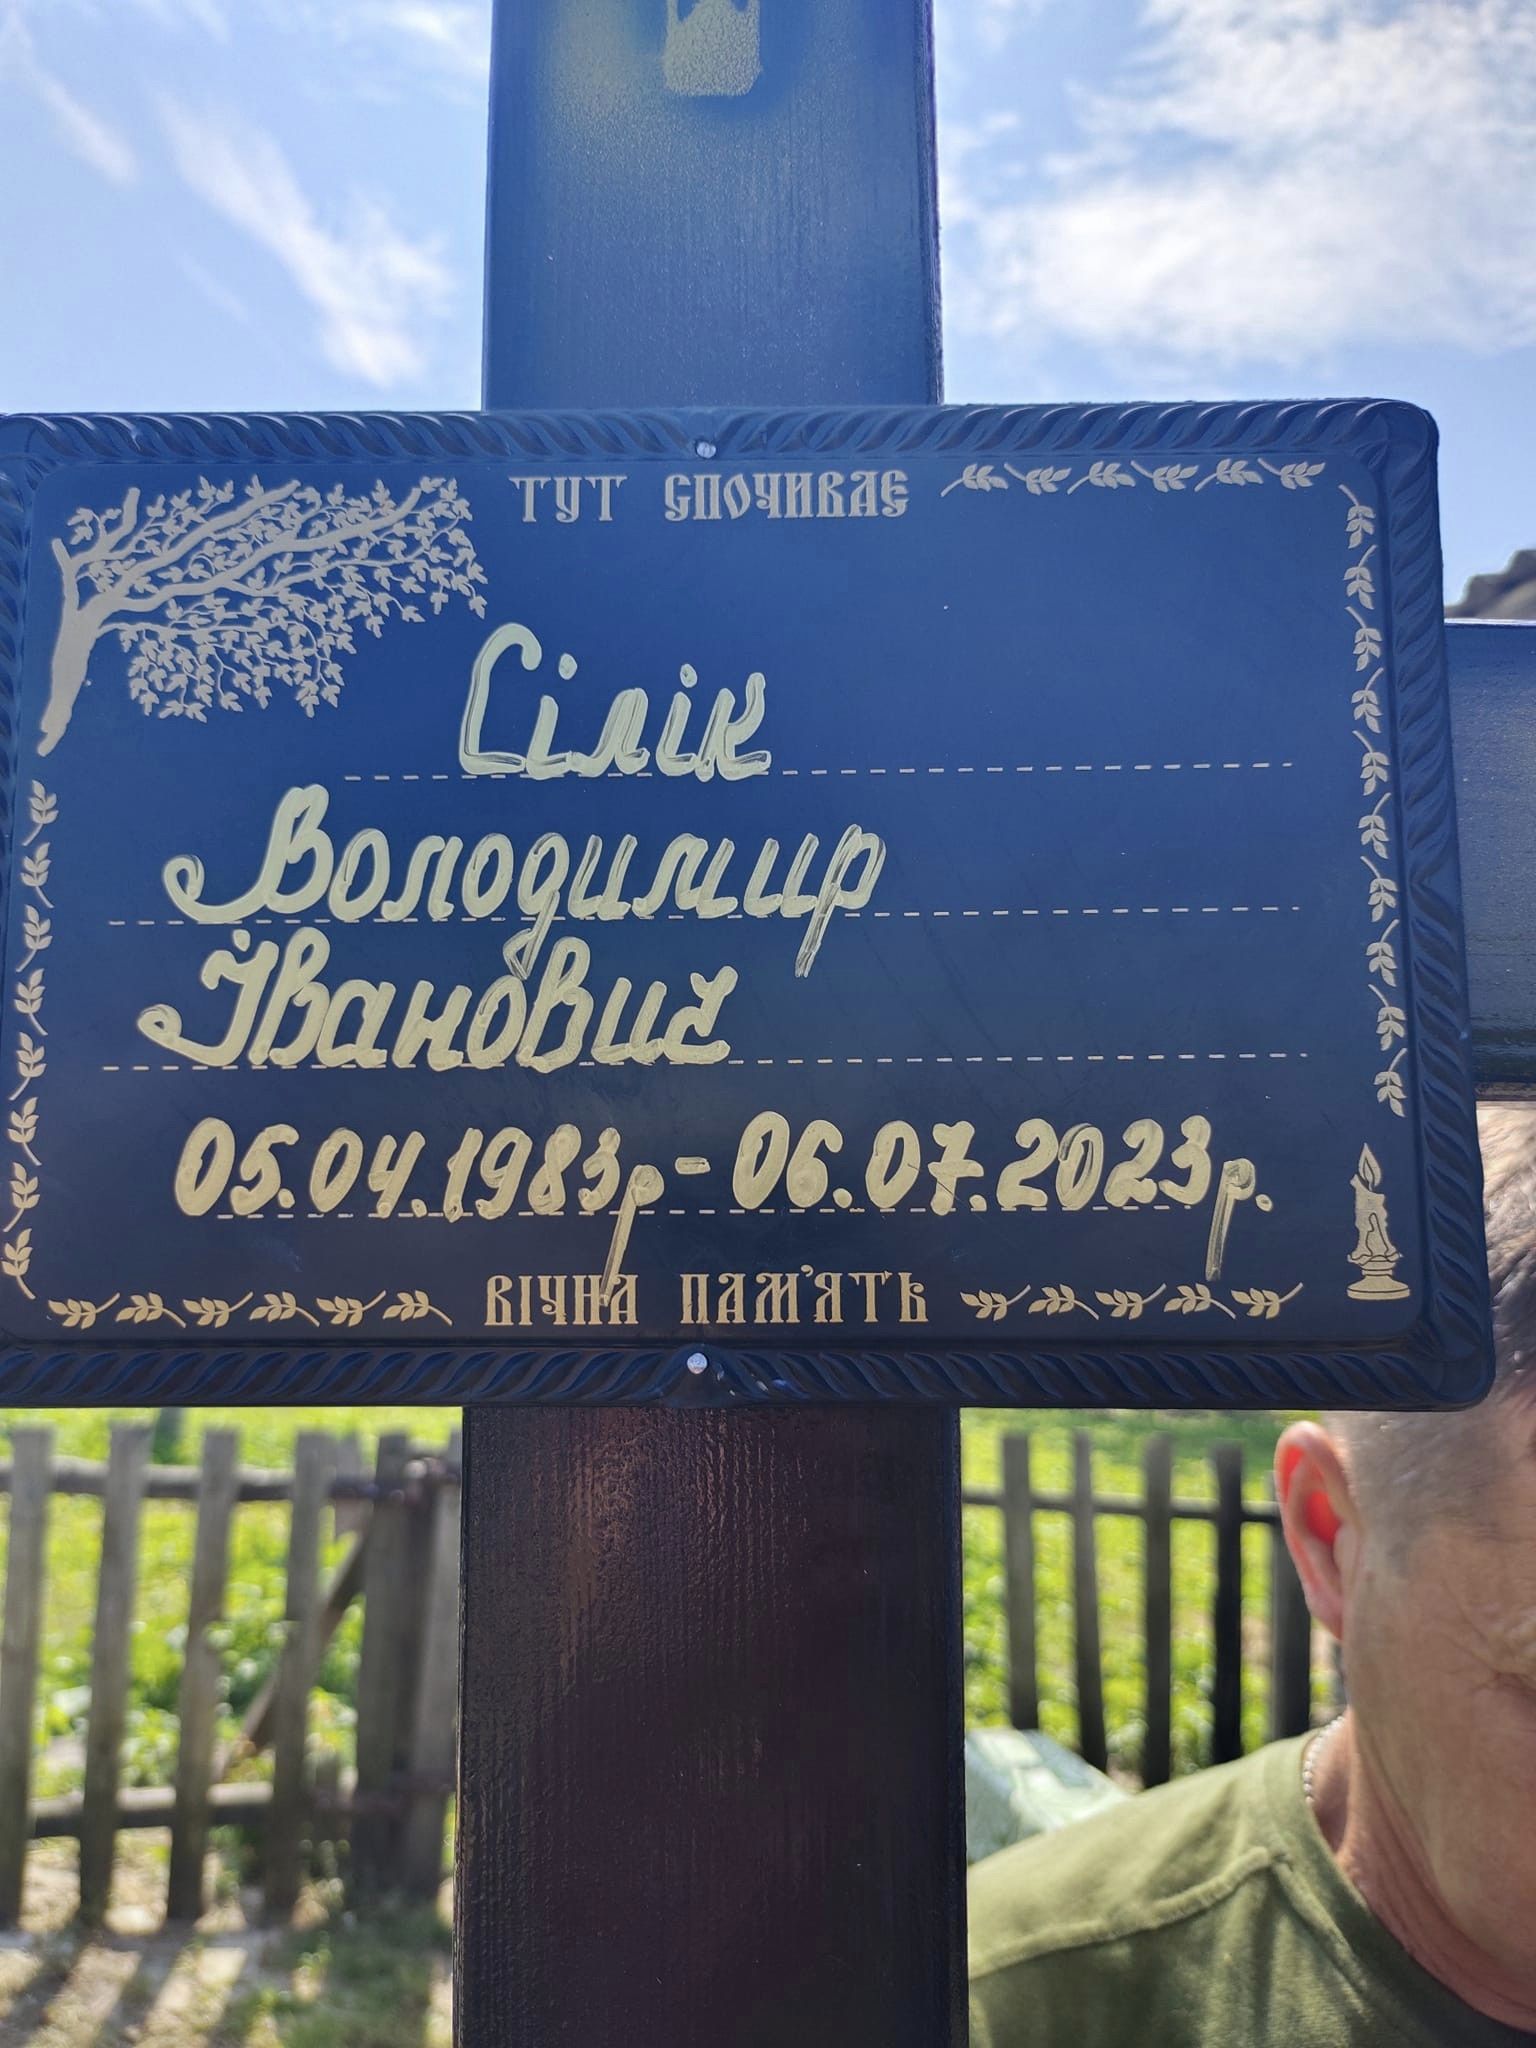 ТУТ СПОЧИВАЄ
Сілік
Володимир
Іванович
05.04.1983р-06.07.2023р.
ВІЧНА ПАМ'ЯТЬ